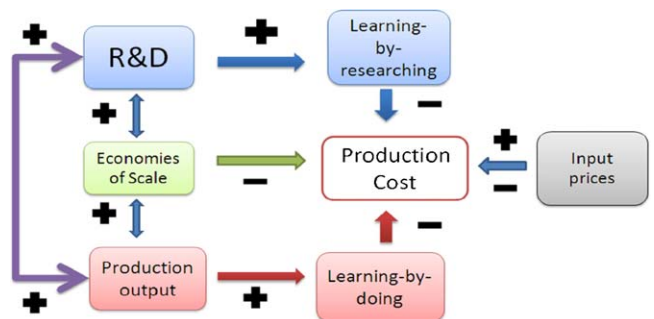 +
R&D
+
Learning-
by-
researching
+
−
Economies
of Scale
−
Production
Cost
+
−
Input
prices
+
−
Production
output
+
+
Learning-by-
doing